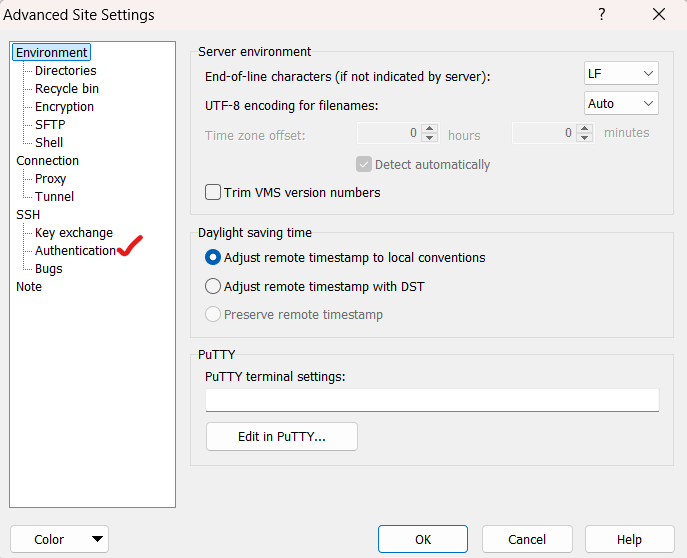 Advanced Site Settings ?
Environment
Directories
Recycle bin
Encryption
SFTP
Shell
Connection
Proxy
Tunnel
SSH
Key exchange
Authentication
Bugs
Note
Server environment
End-of-line characters (if not indicated by server): LF
UTF-8 encoding for filenames: Auto
Time zone offset: 0 hours 0 minutes
Detect automatically
Trim VMS version numbers
Daylight saving time
Adjust remote timestamp to local conventions
Adjust remote timestamp with DST
Preserve remote timestamp
PuTTY
PuTTY terminal settings:
Edit in PuTTY...
Color OK Cancel Help